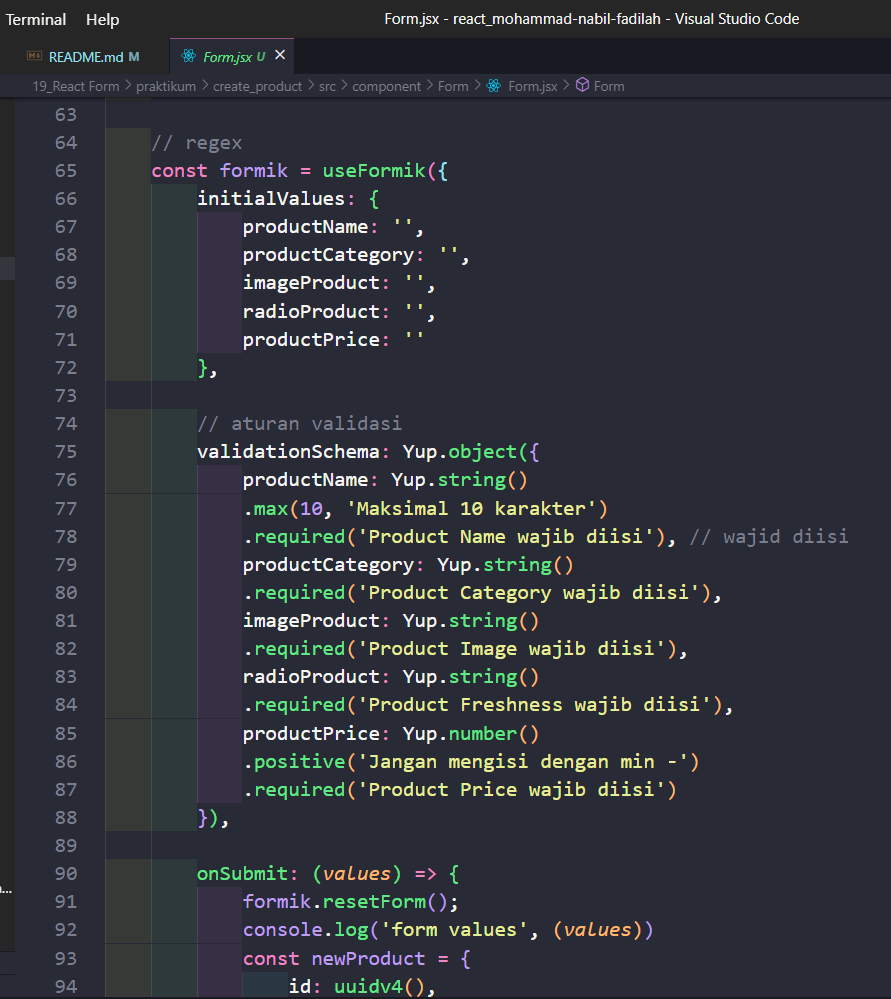 Terminal Help Form.jsx - react_mohammad-nabil-fadilah - Visual Studio Code
README.md M Form.jsx U ×
19_React Form > praktikum > create_product > src > component > Form > Form.jsx > Form
63
64 // regex
65 const formik = useFormik({
66 initialValues: {
67 productName: '',
68 productCategory: '',
69 imageProduct: '',
70 radioProduct: '',
71 productPrice: ''
72 },
73
74 // aturan validasi
75 validationSchema: Yup.object({
76 productName: Yup.string()
77 .max(10, 'Maksimal 10 karakter')
78 .required('Product Name wajib diisi'), // wajid diisi
79 productCategory: Yup.string()
80 .required('Product Category wajib diisi'),
81 imageProduct: Yup.string()
82 .required('Product Image wajib diisi'),
83 radioProduct: Yup.string()
84 .required('Product Freshness wajib diisi'),
85 productPrice: Yup.number()
86 .positive('Jangan mengisi dengan min -')
87 .required('Product Price wajib diisi')
88 }),
89
90 onSubmit: (values) => {
91 formik.resetForm();
92 console.log('form values', (values))
93 const newProduct = {
94 id: uuidv4(),